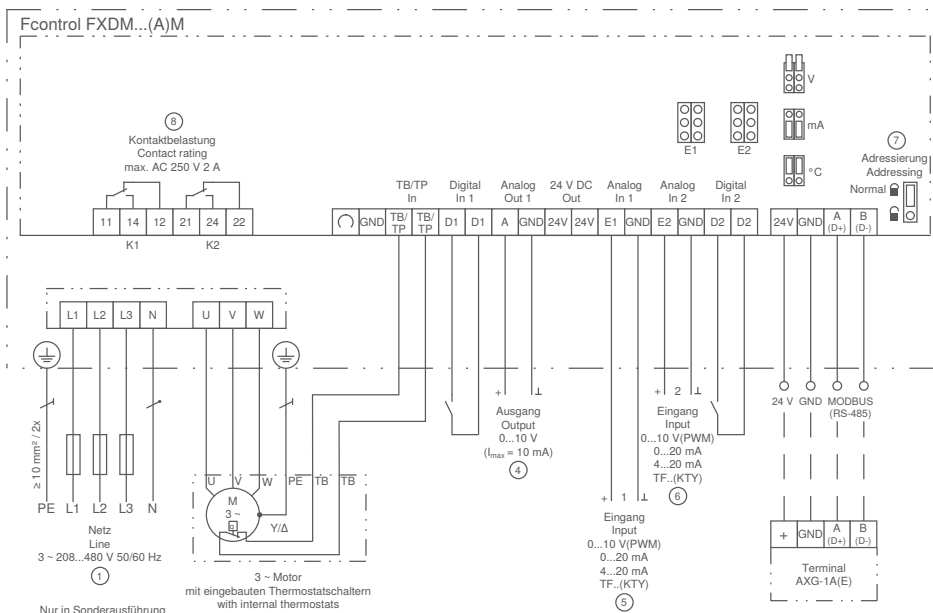 Fcontrol FXDM...(A)M
8
Kontaktbelastung
Contact rating
max. AC 250 V 2 A
V
mA
°C
E1
E2
7
Adressierung
Addressing
Normal
TB/TP
In
Digital
In 1
Analog
Out 1
24 V DC
Out
Analog
In 1
Analog
In 2
Digital
In 2
11 14 12 21 24 22
K1 K2
GND TB/TP TB/TP D1 D1 A GND 24V 24V E1 GND E2 GND D2 D2
24V GND A (D+) B (D-)
L1 L2 L3 N
U V W
≥ 10 mm² / 2x
PE L1 L2 L3 N
Netz
Line
3 ~ 208...480 V 50/60 Hz
1
Nur in Sonderausführung
U V W PE TB TB
M
3 ~
ϑ
Y/Δ
3 ~ Motor
mit eingebauten Thermostatschaltern
with internal thermostats
+ ⊥
Ausgang
Output
0...10 V
(Imax = 10 mA)
4
+ 1 ⊥
Eingang
Input
0...10 V(PWM)
0...20 mA
4...20 mA
TF..(KTY)
5
+ 2 ⊥
Eingang
Input
0...10 V(PWM)
0...20 mA
4...20 mA
TF..(KTY)
6
24 V GND MODBUS
(RS-485)
+ GND A (D+) B (D-)
Terminal
AXG-1A(E)